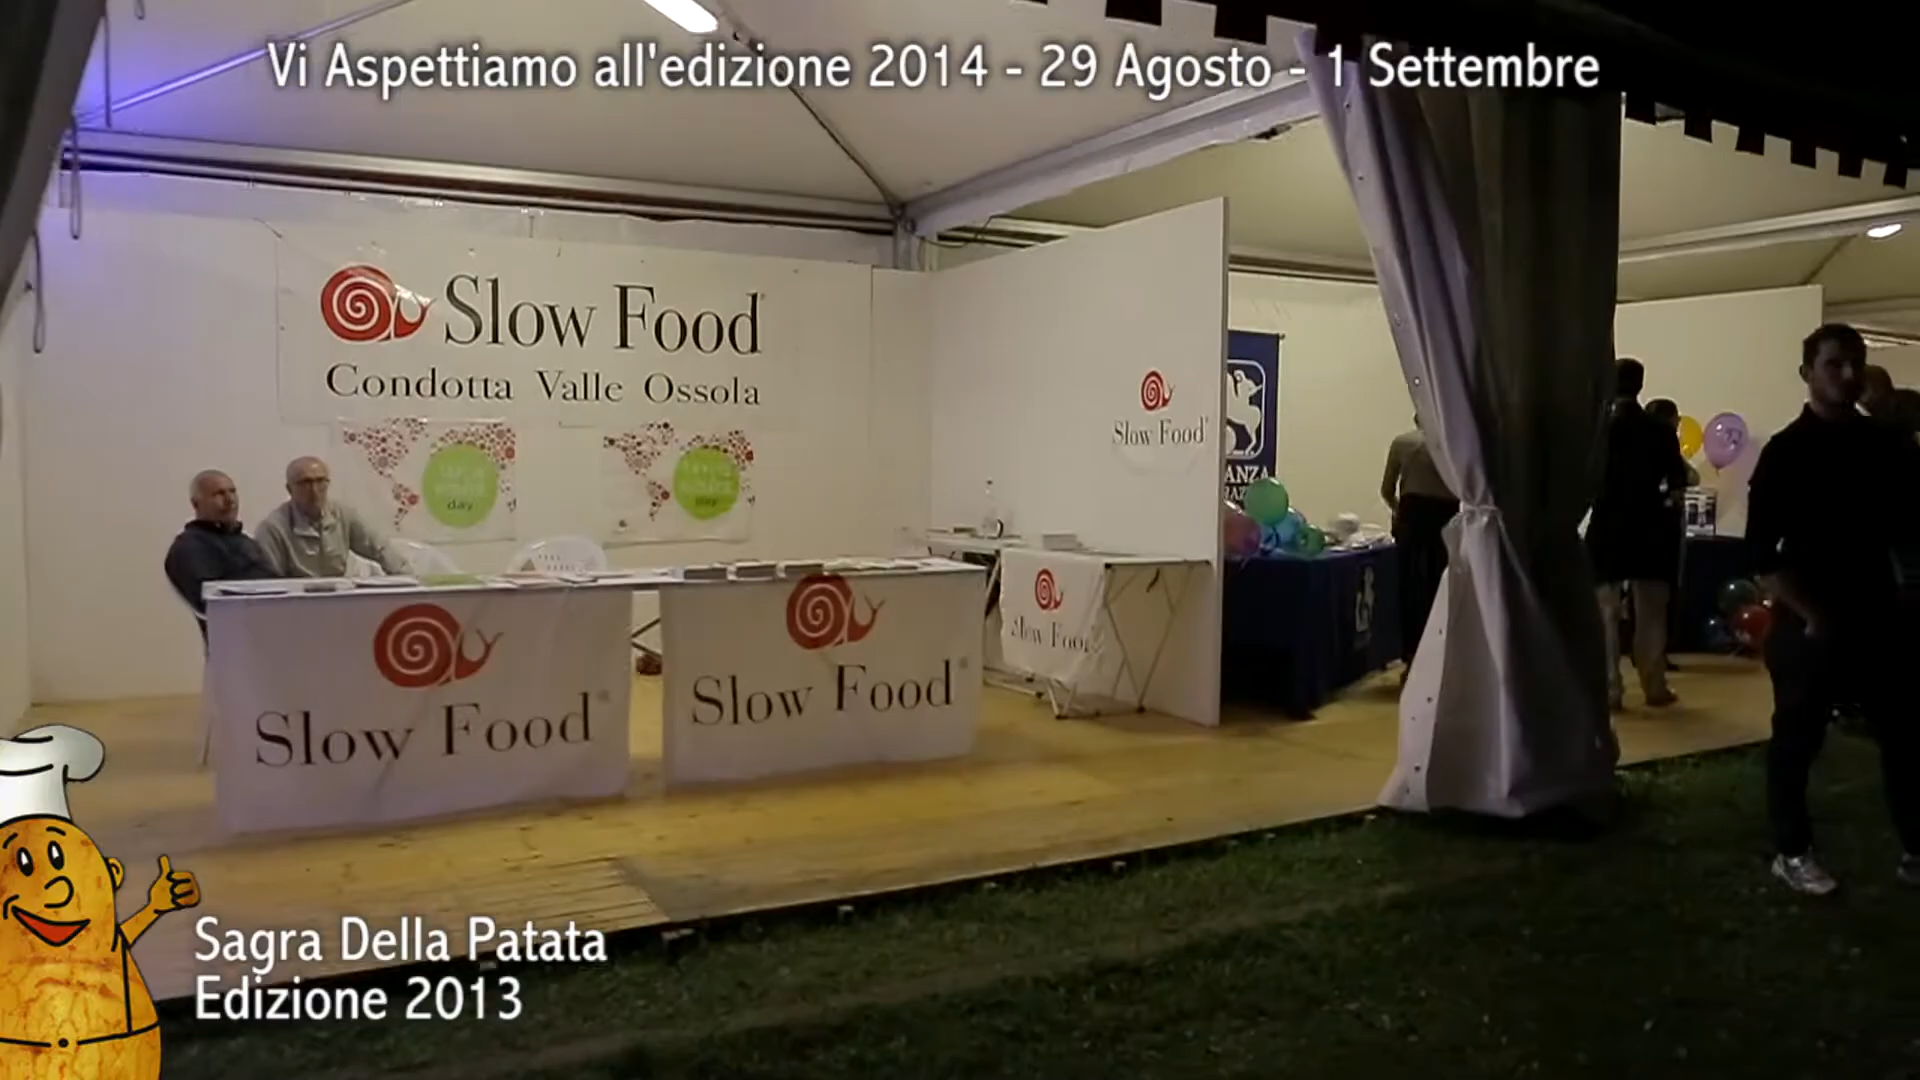 Vi Aspettiamo all'edizione 2014 - 29 Agosto - 1 Settembre
Slow Food
Condotta Valle Ossola
Slow Food
day
Slow Food
Slow Food
Slow Food
Sagra Della Patata
Edizione 2013